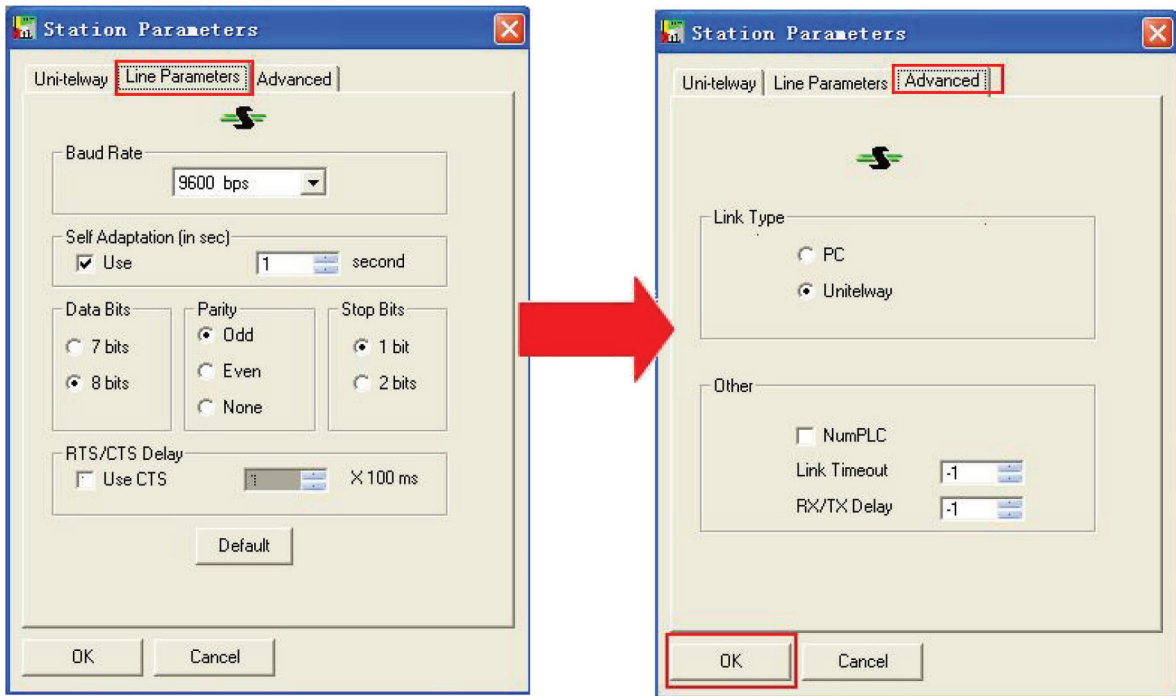 Station Parameters
Uni-telway Line Parameters Advanced
Baud Rate
9600 bps
Self Adaptation (in sec)
Use 1 second
Data Bits
7 bits
8 bits
Parity
Odd
Even
None
Stop Bits
1 bit
2 bits
RTS/CTS Delay
Use CTS 1 X 100 ms
Default
OK Cancel
Station Parameters
Uni-telway Line Parameters Advanced
Link Type
PC
Unitelway
Other
NumPLC
Link Timeout -1
RX/TX Delay -1
OK Cancel